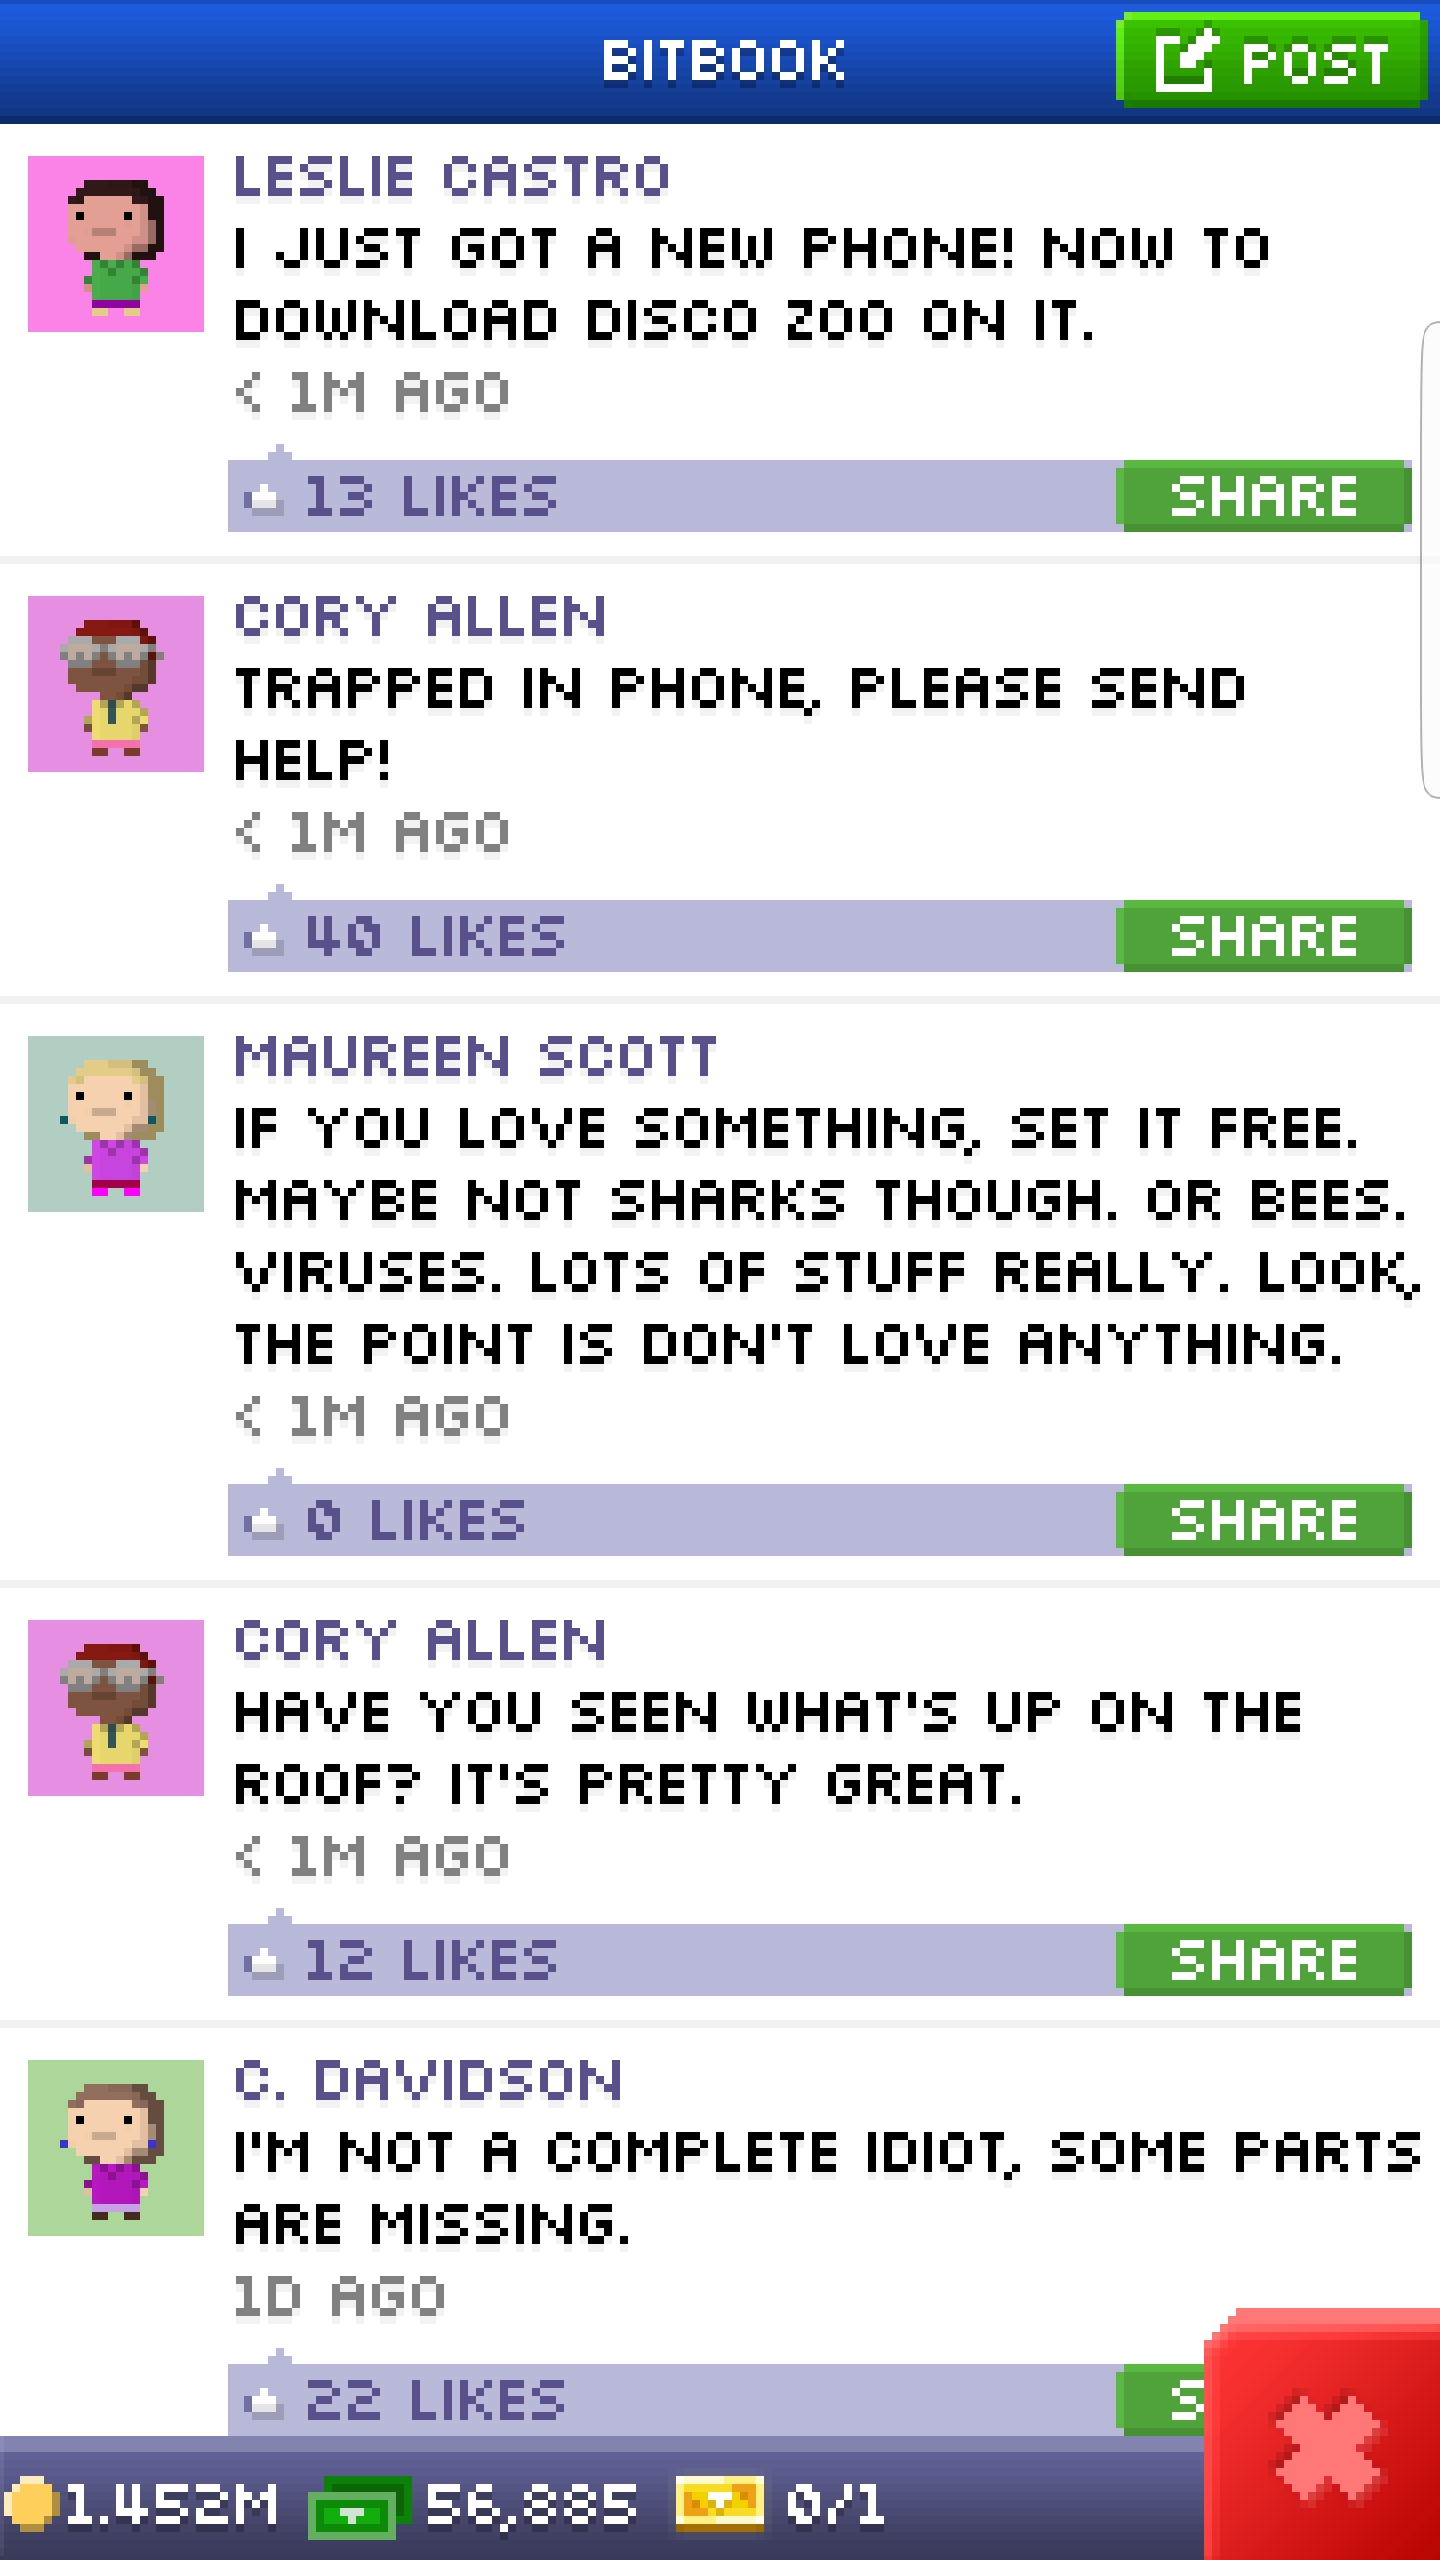 BITBOOK
POST
LESLIE CASTRO
I JUST GOT A NEW PHONE! NOW TO
DOWNLOAD DISCO ZOO ON IT.
< 1M AGO
13 LIKES
SHARE
CORY ALLEN
TRAPPED IN PHONE, PLEASE SEND
HELP!
< 1M AGO
40 LIKES
SHARE
MAUREEN SCOTT
IF YOU LOVE SOMETHING, SET IT FREE.
MAYBE NOT SHARKS THOUGH. OR BEES.
VIRUSES. LOTS OF STUFF REALLY. LOOK,
THE POINT IS DON'T LOVE ANYTHING.
< 1M AGO
0 LIKES
SHARE
CORY ALLEN
HAVE YOU SEEN WHAT'S UP ON THE
ROOF? IT'S PRETTY GREAT.
< 1M AGO
12 LIKES
SHARE
C. DAVIDSON
I'M NOT A COMPLETE IDIOT, SOME PARTS
ARE MISSING.
1D AGO
22 LIKES
S
1.452M
56,885
0/1